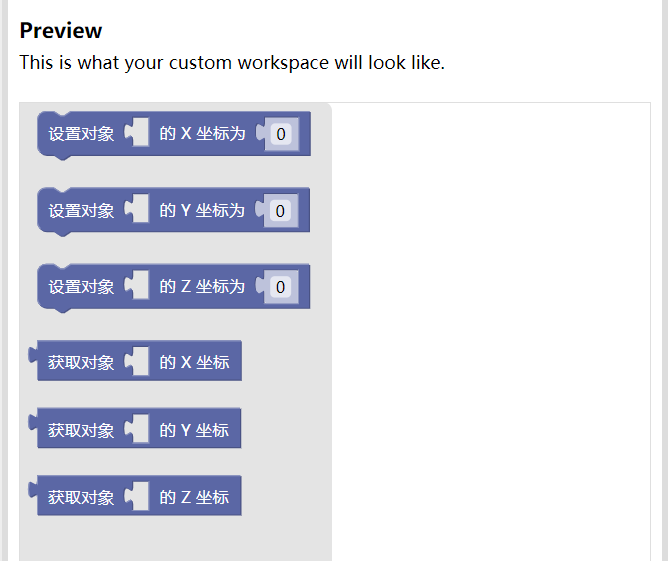 Preview
This is what your custom workspace will look like.
设置对象 的 X 坐标为 0
设置对象 的 Y 坐标为 0
设置对象 的 Z 坐标为 0
获取对象 的 X 坐标
获取对象 的 Y 坐标
获取对象 的 Z 坐标